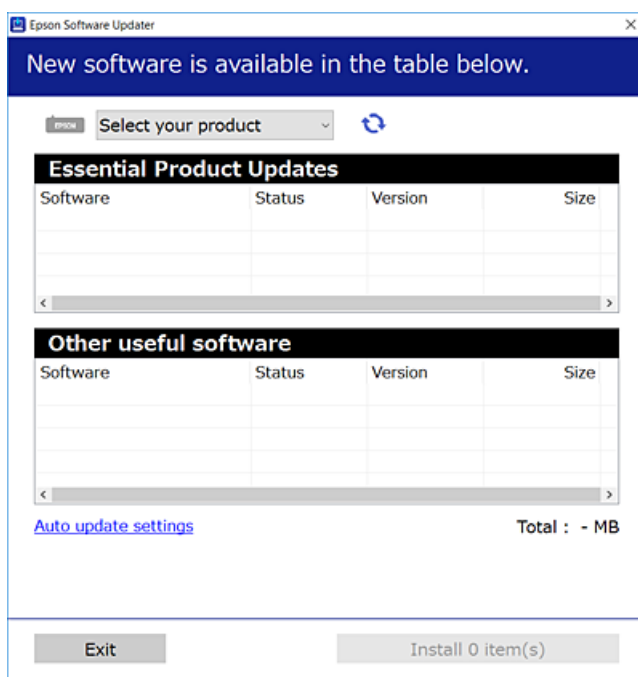 Epson Software Updater
New software is available in the table below.
EPSON Select your product
Essential Product Updates
Software Status Version Size
Other useful software
Software Status Version Size
Auto update settings Total : - MB
Exit Install 0 item(s)